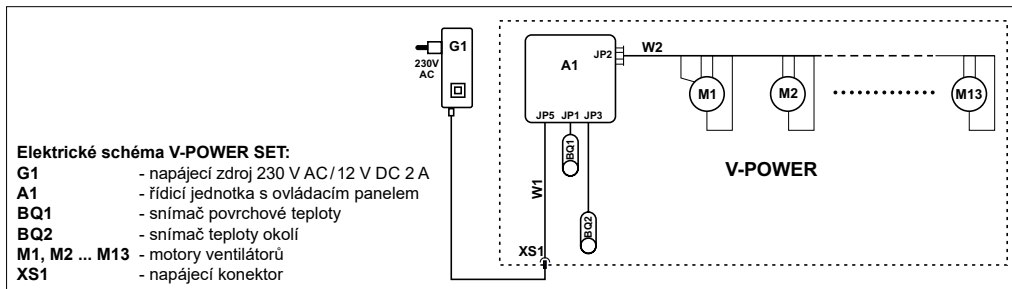 G1
230V
AC
A1
JP2
W2
JP5 JP1 JP3
M1
M2
M13
BQ1
BQ2
W1
XS1
V-POWER
Elektrické schéma V-POWER SET:
G1 - napájecí zdroj 230 V AC/12 V DC 2 A
A1 - řídicí jednotka s ovládacím panelem
BQ1 - snímač povrchové teploty
BQ2 - snímač teploty okolí
M1, M2 ... M13 - motory ventilátorů
XS1 - napájecí konektor